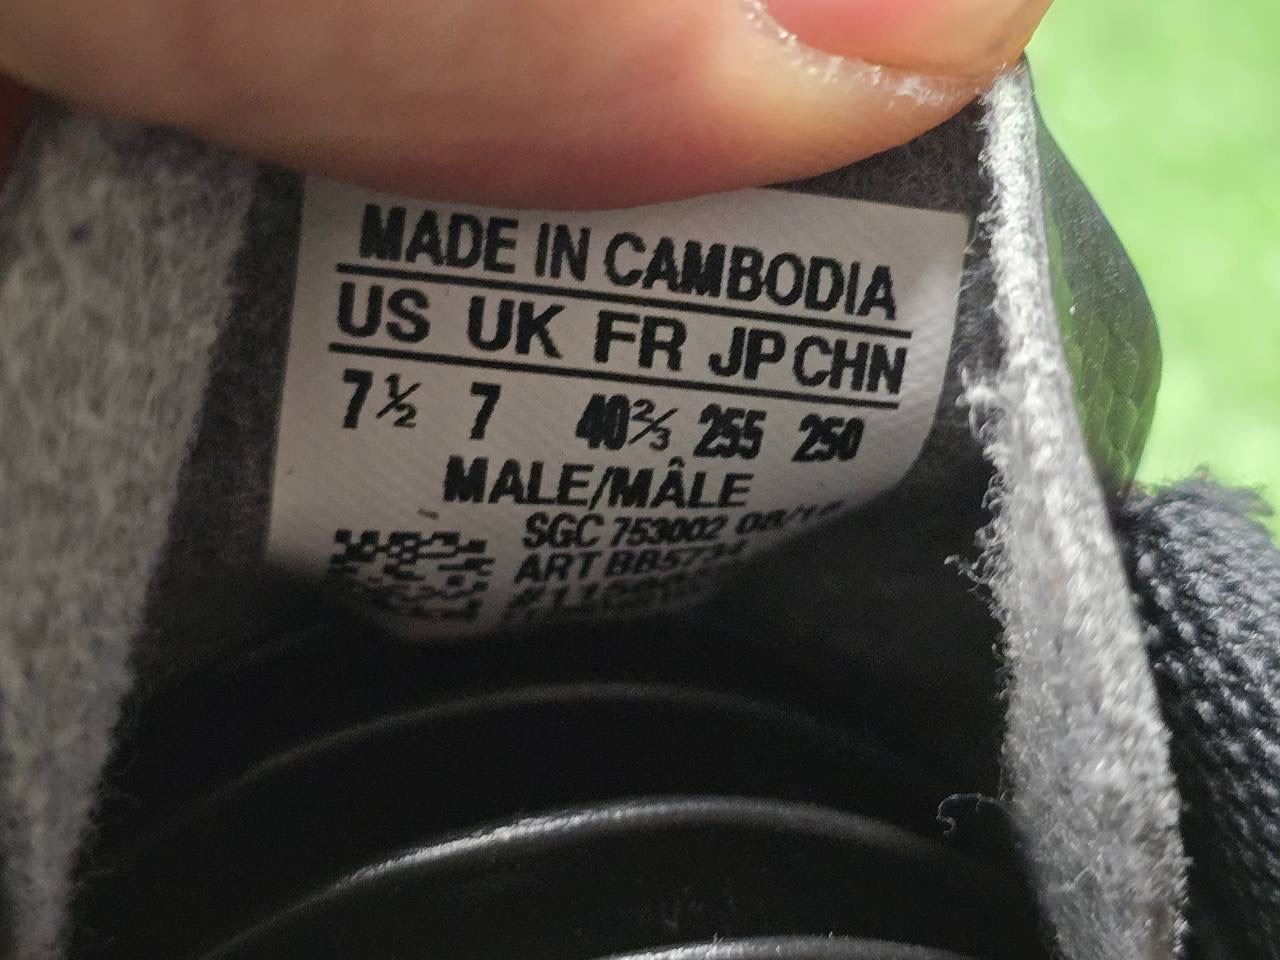 MADE IN CAMBODIA
US UK FR JP CHN
7½ 7 40⅔ 255 250
MALE/MÂLE
SGC 753002
ART